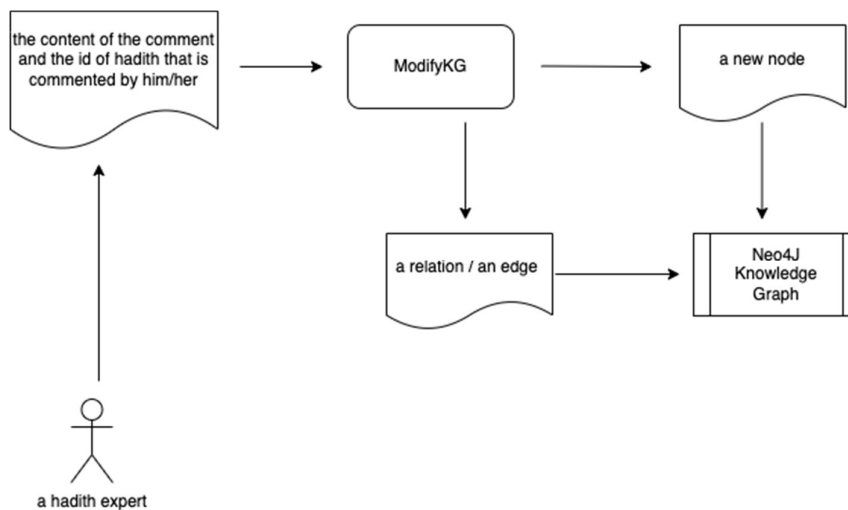 the content of the comment
and the id of hadith that is
commented by him/her
ModifyKG
a new node
a relation / an edge
Neo4J
Knowledge
Graph
a hadith expert